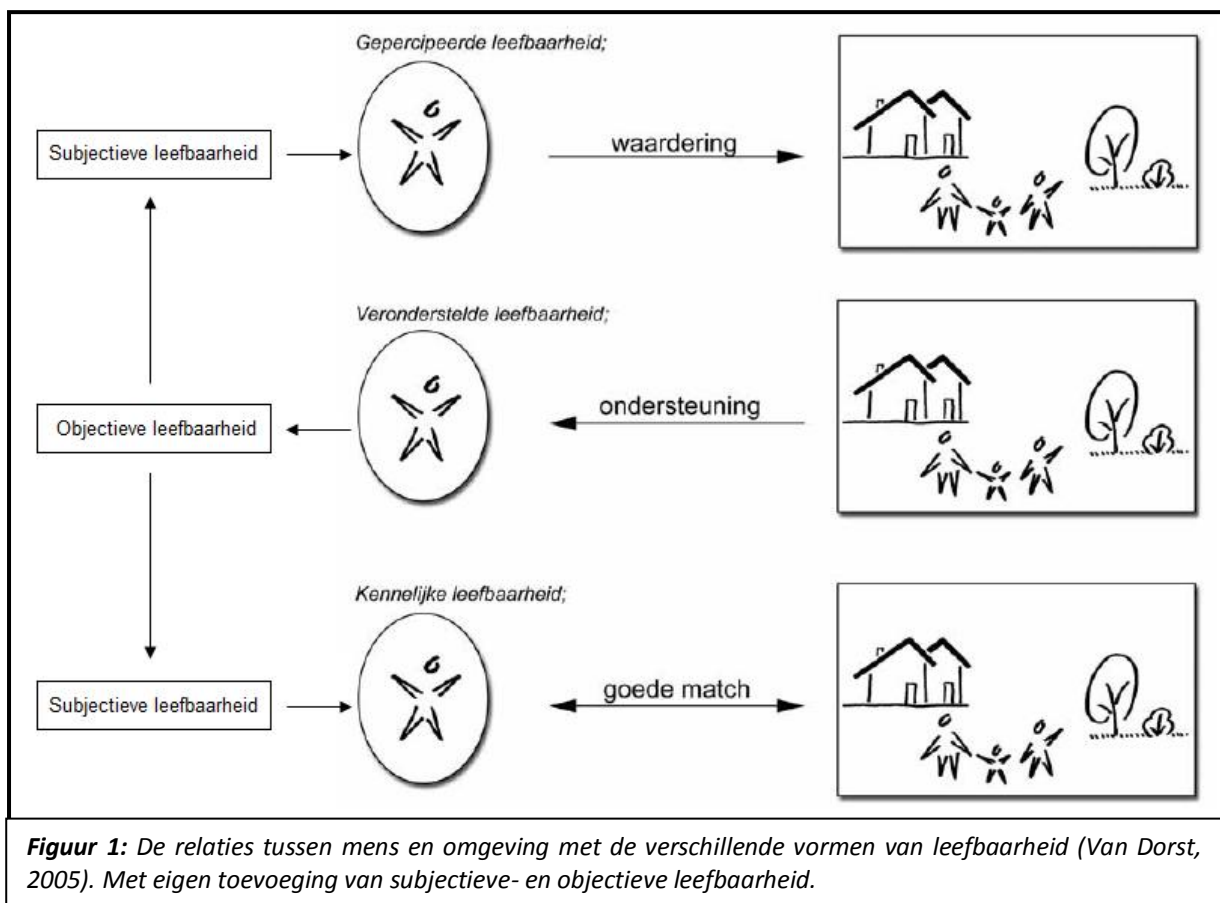 Gepercipeerde leefbaarheid;
Subjectieve leefbaarheid
waardering
Veronderstelde leefbaarheid;
Objectieve leefbaarheid
ondersteuning
Kennelijke leefbaarheid;
Subjectieve leefbaarheid
goede match
Figuur 1: De relaties tussen mens en omgeving met de verschillende vormen van leefbaarheid (Van Dorst,
2005). Met eigen toevoeging van subjectieve- en objectieve leefbaarheid.